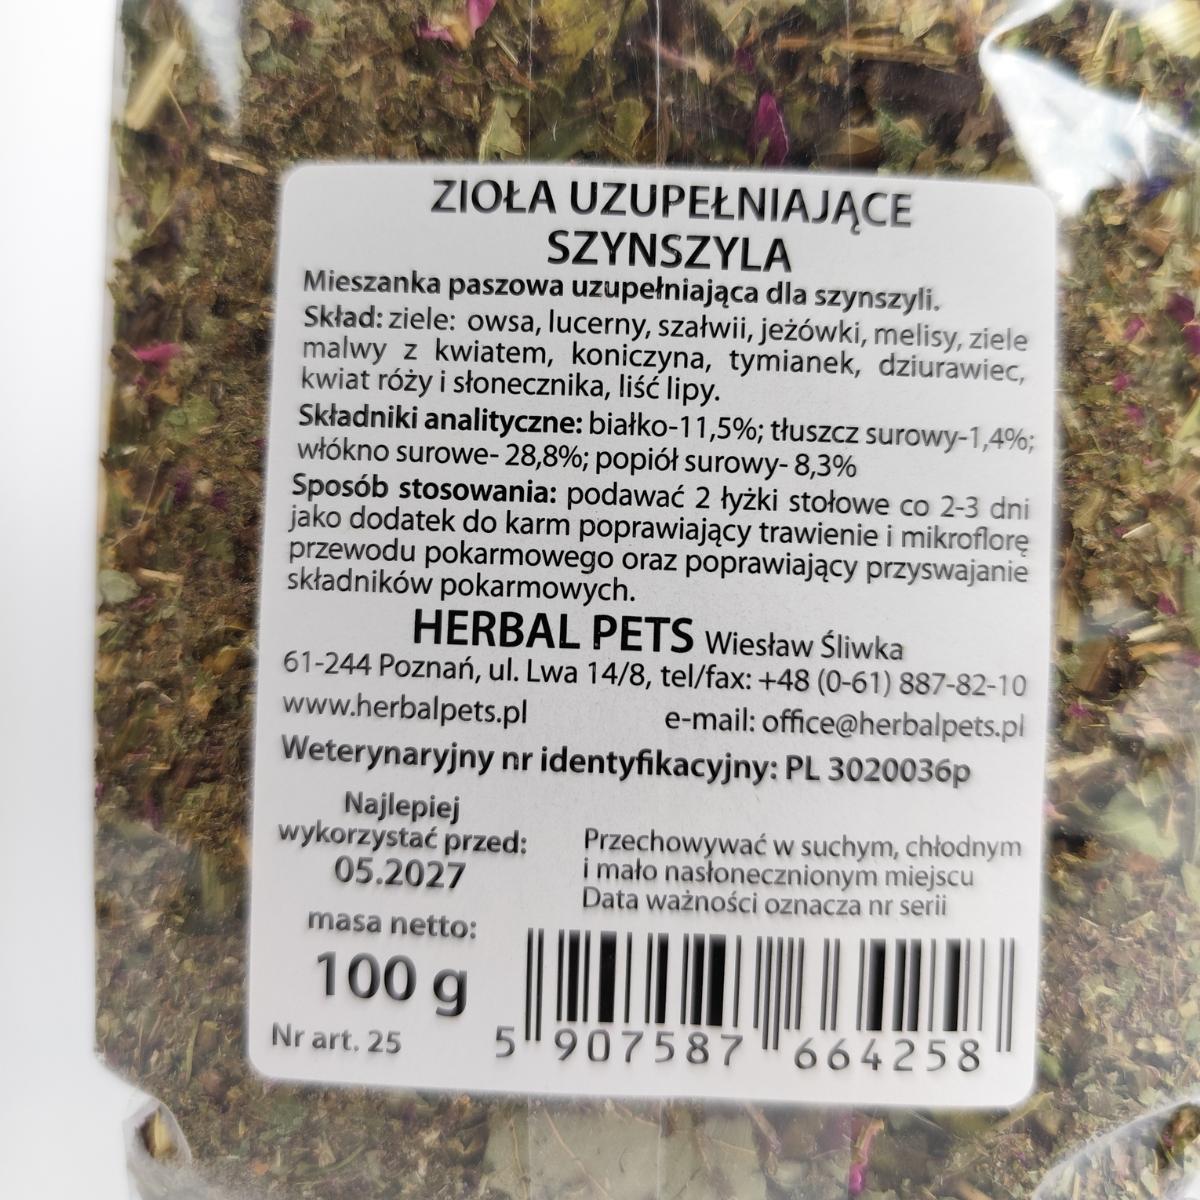 ZIOŁA UZUPEŁNIAJĄCE
SZYNSZYLA
Mieszanka paszowa uzupełniająca dla szynszyli.
Skład: ziele: owsa, lucerny, szałwii, jeżówki, melisy, ziele
malwy z kwiatem, koniczyna, tymianek, dziurawiec,
kwiat róży i słonecznika, liść lipy.
Składniki analityczne: białko-11,5%; tłuszcz surowy-1,4%;
włókno surowe- 28,8%; popiół surowy- 8,3%
Sposób stosowania: podawać 2 łyżki stołowe co 2-3 dni
jako dodatek do karm poprawiający trawienie i mikroflorę
przewodu pokarmowego oraz poprawiający przyswajanie
składników pokarmowych.
HERBAL PETS Wiesław Śliwka
61-244 Poznań, ul. Lwa 14/8, tel/fax: +48 (0-61) 887-82-10
www.herbalpets.pl e-mail: office@herbalpets.pl
Weterynaryjny nr identyfikacyjny: PL 3020036p
Najlepiej
wykorzystać przed:
05.2027
Przechowywać w suchym, chłodnym
i mało nasłonecznionym miejscu
Data ważności oznacza nr serii
masa netto:
100 g
Nr art. 25
5 907587 664258